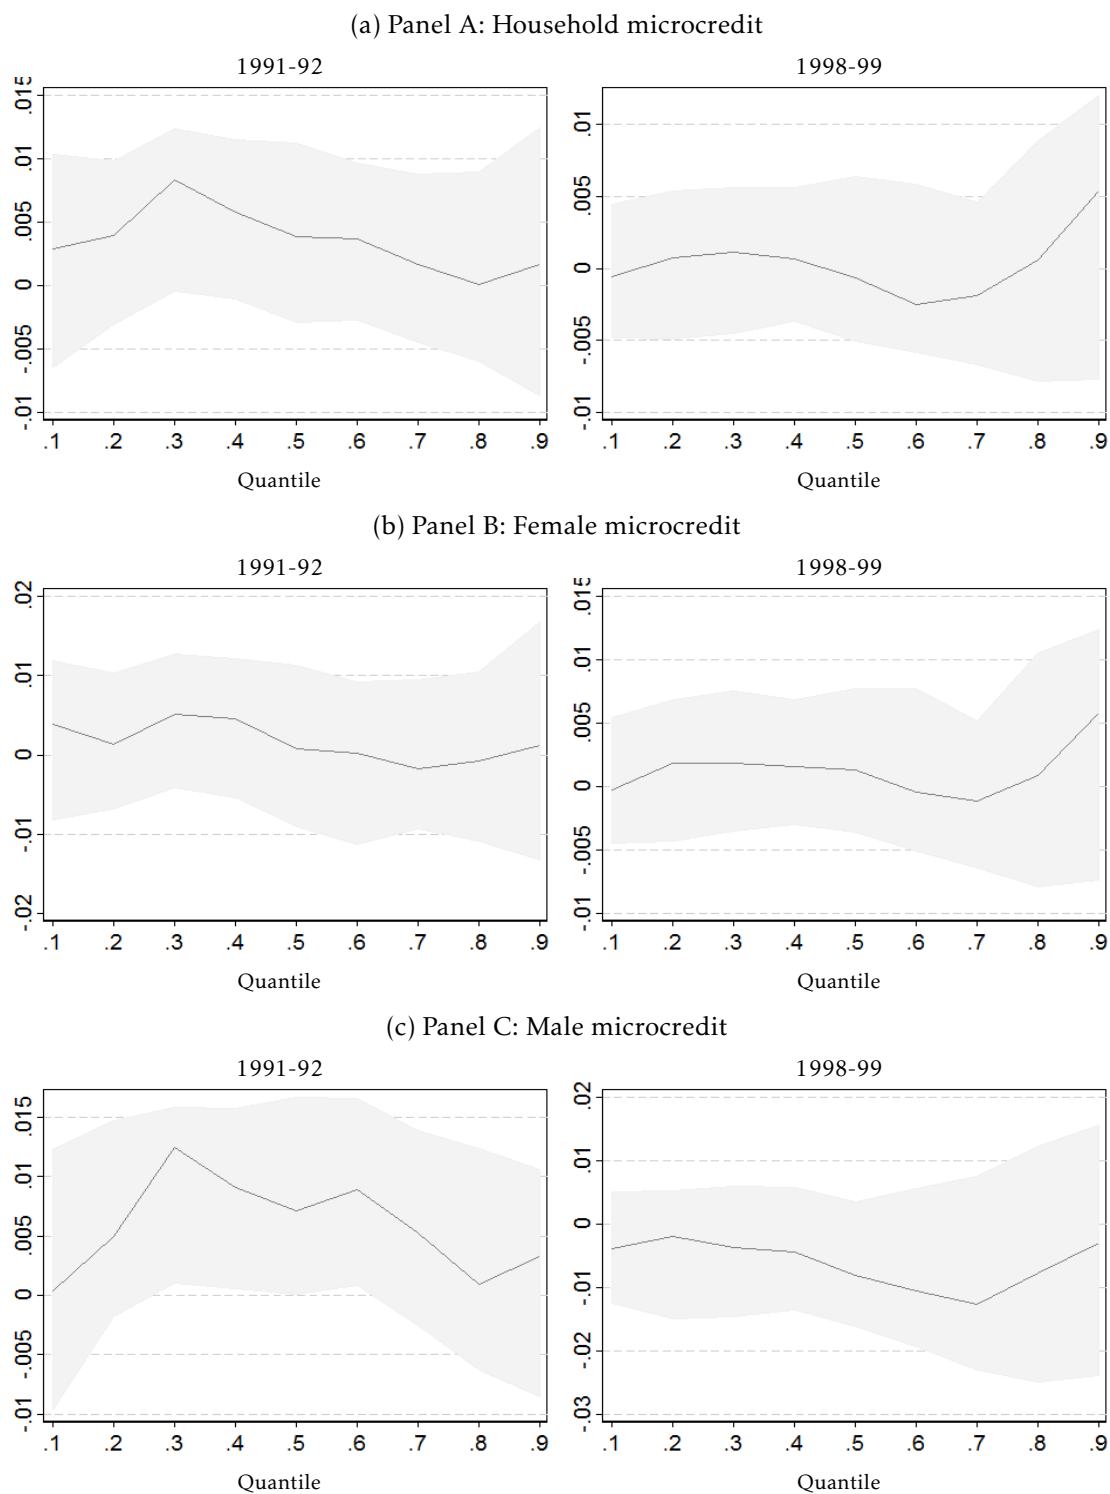 (a) Panel A: Household microcredit
1991-92
.015
.01
.005
0
-.005
-.01
.1 .2 .3 .4 .5 .6 .7 .8 .9
Quantile
1998-99
.01
.005
0
-.005
-.01
.1 .2 .3 .4 .5 .6 .7 .8 .9
Quantile
(b) Panel B: Female microcredit
1991-92
.02
.01
0
-.01
-.02
.1 .2 .3 .4 .5 .6 .7 .8 .9
Quantile
1998-99
.015
.01
.005
0
-.005
-.01
.1 .2 .3 .4 .5 .6 .7 .8 .9
Quantile
(c) Panel C: Male microcredit
1991-92
.015
.01
.005
0
-.005
-.01
.1 .2 .3 .4 .5 .6 .7 .8 .9
Quantile
1998-99
.02
.01
0
-.01
-.02
-.03
.1 .2 .3 .4 .5 .6 .7 .8 .9
Quantile